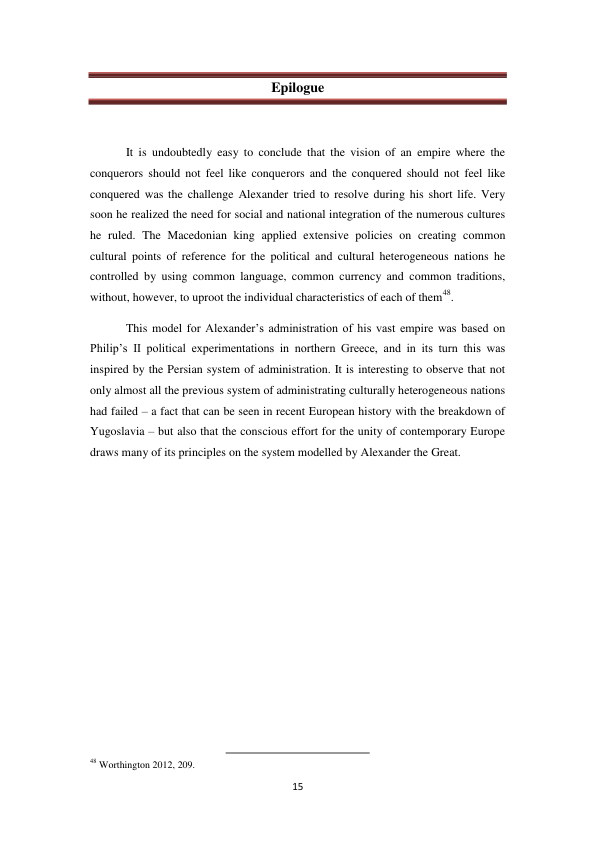 Epilogue
It is undoubtedly easy to conclude that the vision of an empire where the
conquerors should not feel like conquerors and the conquered should not feel like
conquered was the challenge Alexander tried to resolve during his short life. Very
soon he realized the need for social and national integration of the numerous cultures
he ruled. The Macedonian king applied extensive policies on creating common
cultural points of reference for the political and cultural heterogeneous nations he
controlled by using common language, common currency and common traditions,
without, however, to uproot the individual characteristics of each of them48.
This model for Alexander’s administration of his vast empire was based on
Philip’s II political experimentations in northern Greece, and in its turn this was
inspired by the Persian system of administration. It is interesting to observe that not
only almost all the previous system of administrating culturally heterogeneous nations
had failed – a fact that can be seen in recent European history with the breakdown of
Yugoslavia – but also that the conscious effort for the unity of contemporary Europe
draws many of its principles on the system modelled by Alexander the Great.
48 Worthington 2012, 209.
15